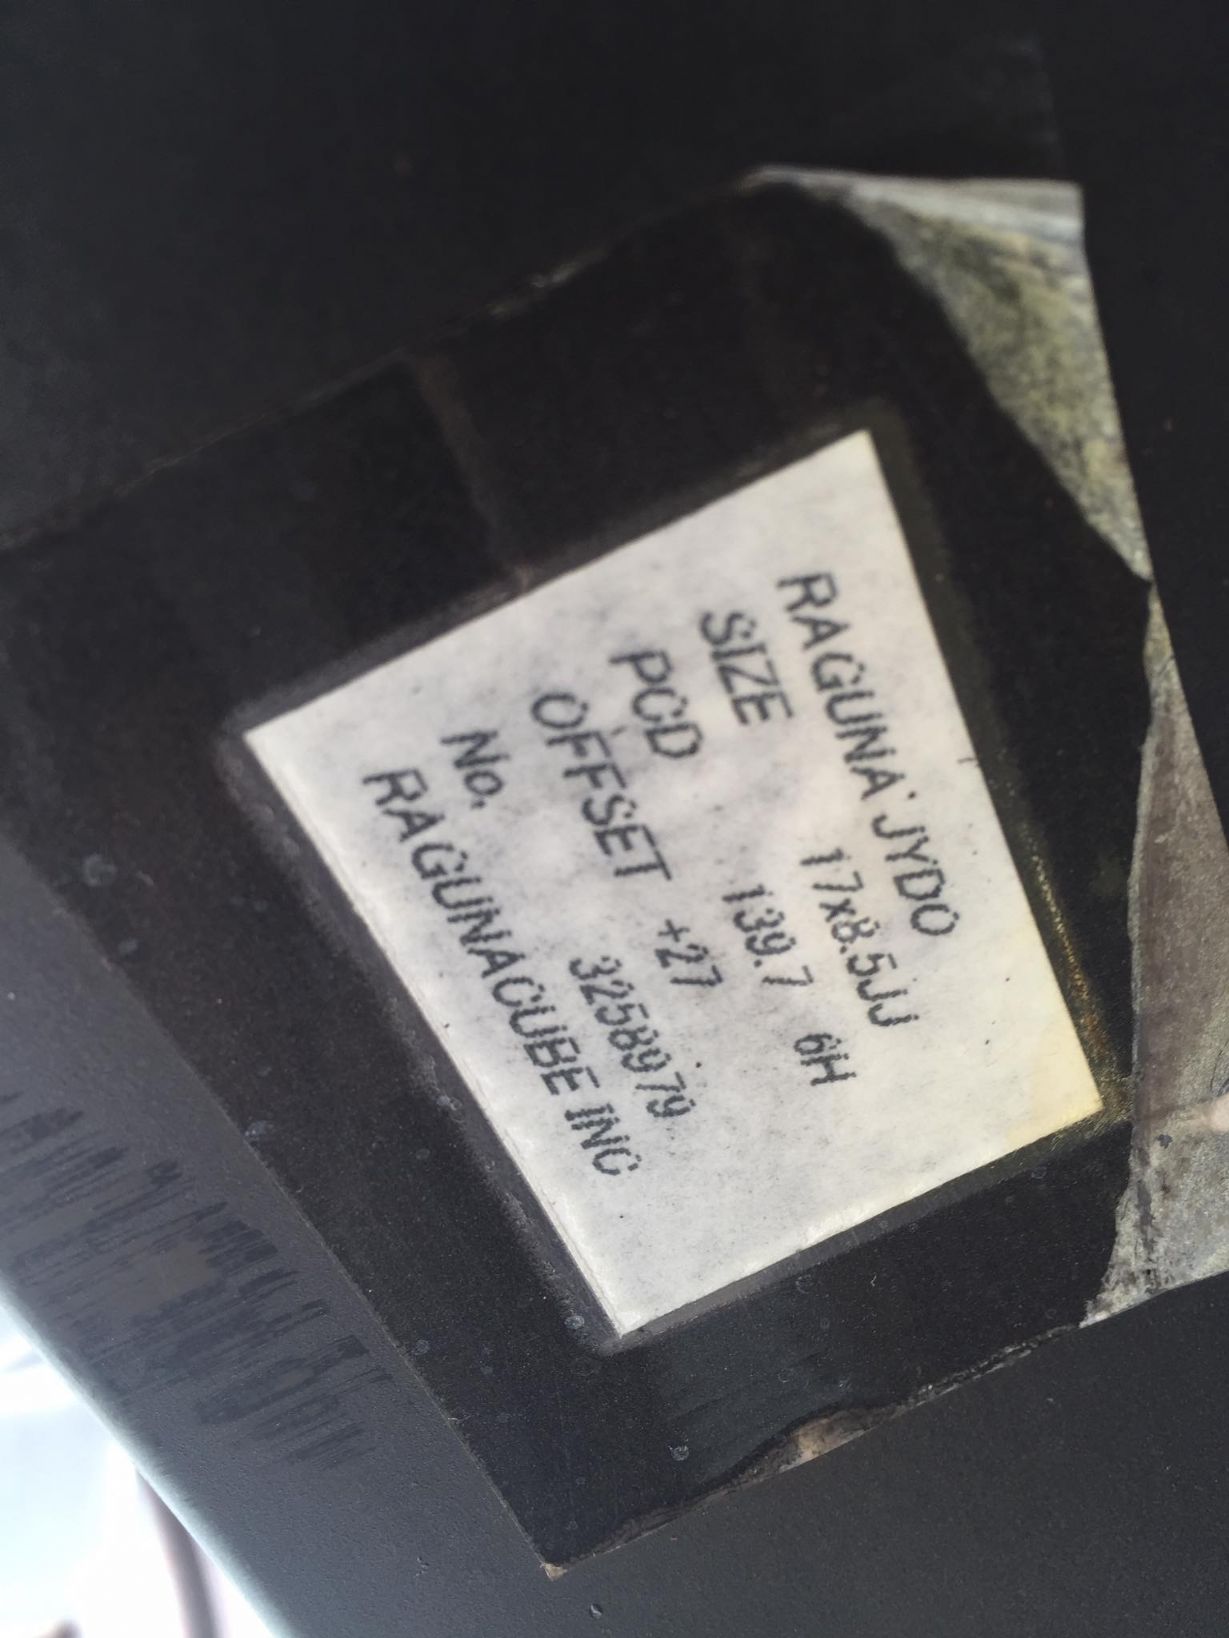 RAGUNA'JYDO
SIZE 17x8.5JJ
PCD 139.7 6H
OFFSET +27
No. 3258979
RAGUNACUBE INC